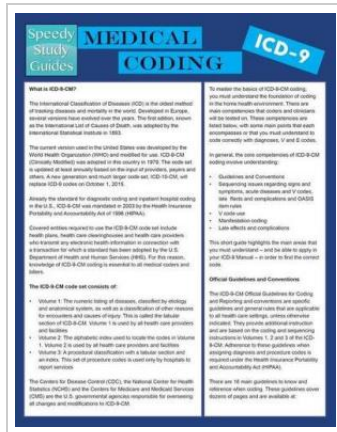 Speedy
Study
Guides
MEDICAL
CODING
ICD-9
What is ICD-9-CM?
The International Classification of Diseases (ICD) is the oldest method
of tracking diseases and mortality in the world. Developed in Europe,
several versions have evolved over the years. The first edition, known
as the International List of Causes of Death, was adopted by the
International Statistical Institute in 1893.
The current version used in the United States was developed by the
World Health Organization (WHO) and modified for use. ICD-9-CM
(Clinically Modified) was adopted in this country in 1979. The code set
is updated at least annually based on the input of providers, payers and
others. A new generation and much larger code set, ICD-10-CM, will
replace ICD-9 codes on October 1, 2015.
Already the standard for diagnostic coding and inpatient hospital coding
in the U.S., ICD-9-CM was mandated in 2003 by the Health Insurance
Portability and Accountability Act of 1996 (HIPAA).
Covered entities required to use the ICD-9-CM code set include
health plans, health care clearinghouses and health care providers
who transmit any electronic health information in connection with
a transaction for which a standard has been adopted by the U.S.
Department of Health and Human Services (HHS). For this reason,
knowledge of ICD-9-CM coding is essential to all medical coders and
billers.
The ICD-9-CM code set consists of:
• Volume 1: The numeric listing of diseases, classified by etiology
and anatomical system, as well as a classification of other reasons
for encounters and causes of injury. This is called the tabular
section of ICD-9-CM. Volume 1 is used by all health care providers
and facilities
• Volume 2: The alphabetic index used to locate the codes in Volume
1. Volume 2 is used by all health care providers and facilities
• Volume 3: A procedural classification with a tabular section and
an index. This set of procedure codes is used only by hospitals to
report services
The Centers for Disease Control (CDC), the National Center for Health
Statistics (NCHS) and the Centers for Medicare and Medicaid Services
(CMS) are the U.S. governmental agencies responsible for overseeing
all changes and modifications to ICD-9-CM.
To master the basics of ICD-9-CM coding,
you must understand the foundation of coding
in the home health environment. There are
main competencies that coders and clinicians
will be tested on. These competencies are
listed below, with some main points that each
encompasses or that you must understand to
code correctly with diagnoses, V and E codes.
In general, the core competencies of ICD-9-CM
coding involve understanding:
• Guidelines and Conventions
• Sequencing issues regarding signs and
symptoms, acute diseases and V codes,
late effects and complications and OASIS
item rules
• V code use
• Manifestation coding
• Late effects and complications
This short guide highlights the main areas that
you must understand – and be able to apply in
your ICD-9 Manual – in order to find the correct
code.
Official Guidelines and Conventions
The ICD-9-CM Official Guidelines for Coding
and Reporting and conventions are specific
guidelines and general rules that are applicable
to all health care settings, unless otherwise
indicated. They provide additional instruction
and are based on the coding and sequencing
instructions in Volumes 1, 2 and 3 of the ICD-
9-CM. Adherence to these guidelines when
assigning diagnosis and procedure codes is
required under the Health Insurance Portability
and Accountability Act (HIPAA).
There are 18 main guidelines to know and
reference when coding. These guidelines cover
dozens of pages and are available at: